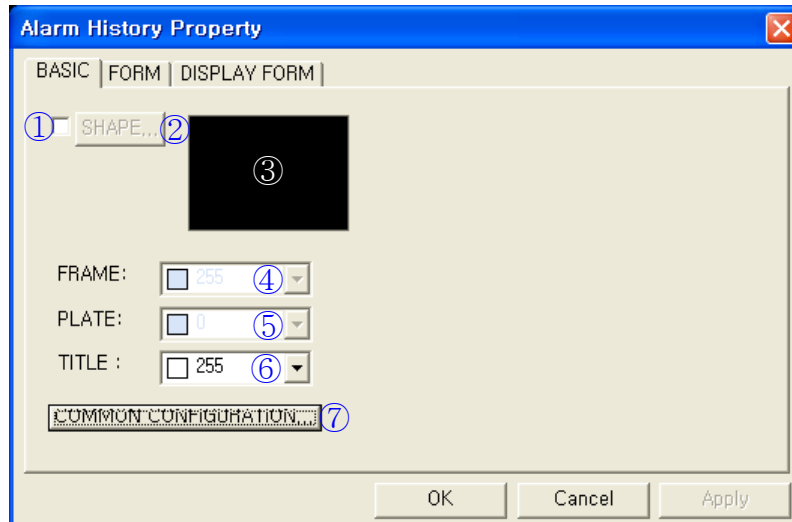 Alarm History Property
BASIC FORM DISPLAY FORM
① SHAPE... ②
③
FRAME: 255 ④
PLATE: 0 ⑤
TITLE : 255 ⑥
COMMON CONFIGURATION... ⑦
OK Cancel Apply